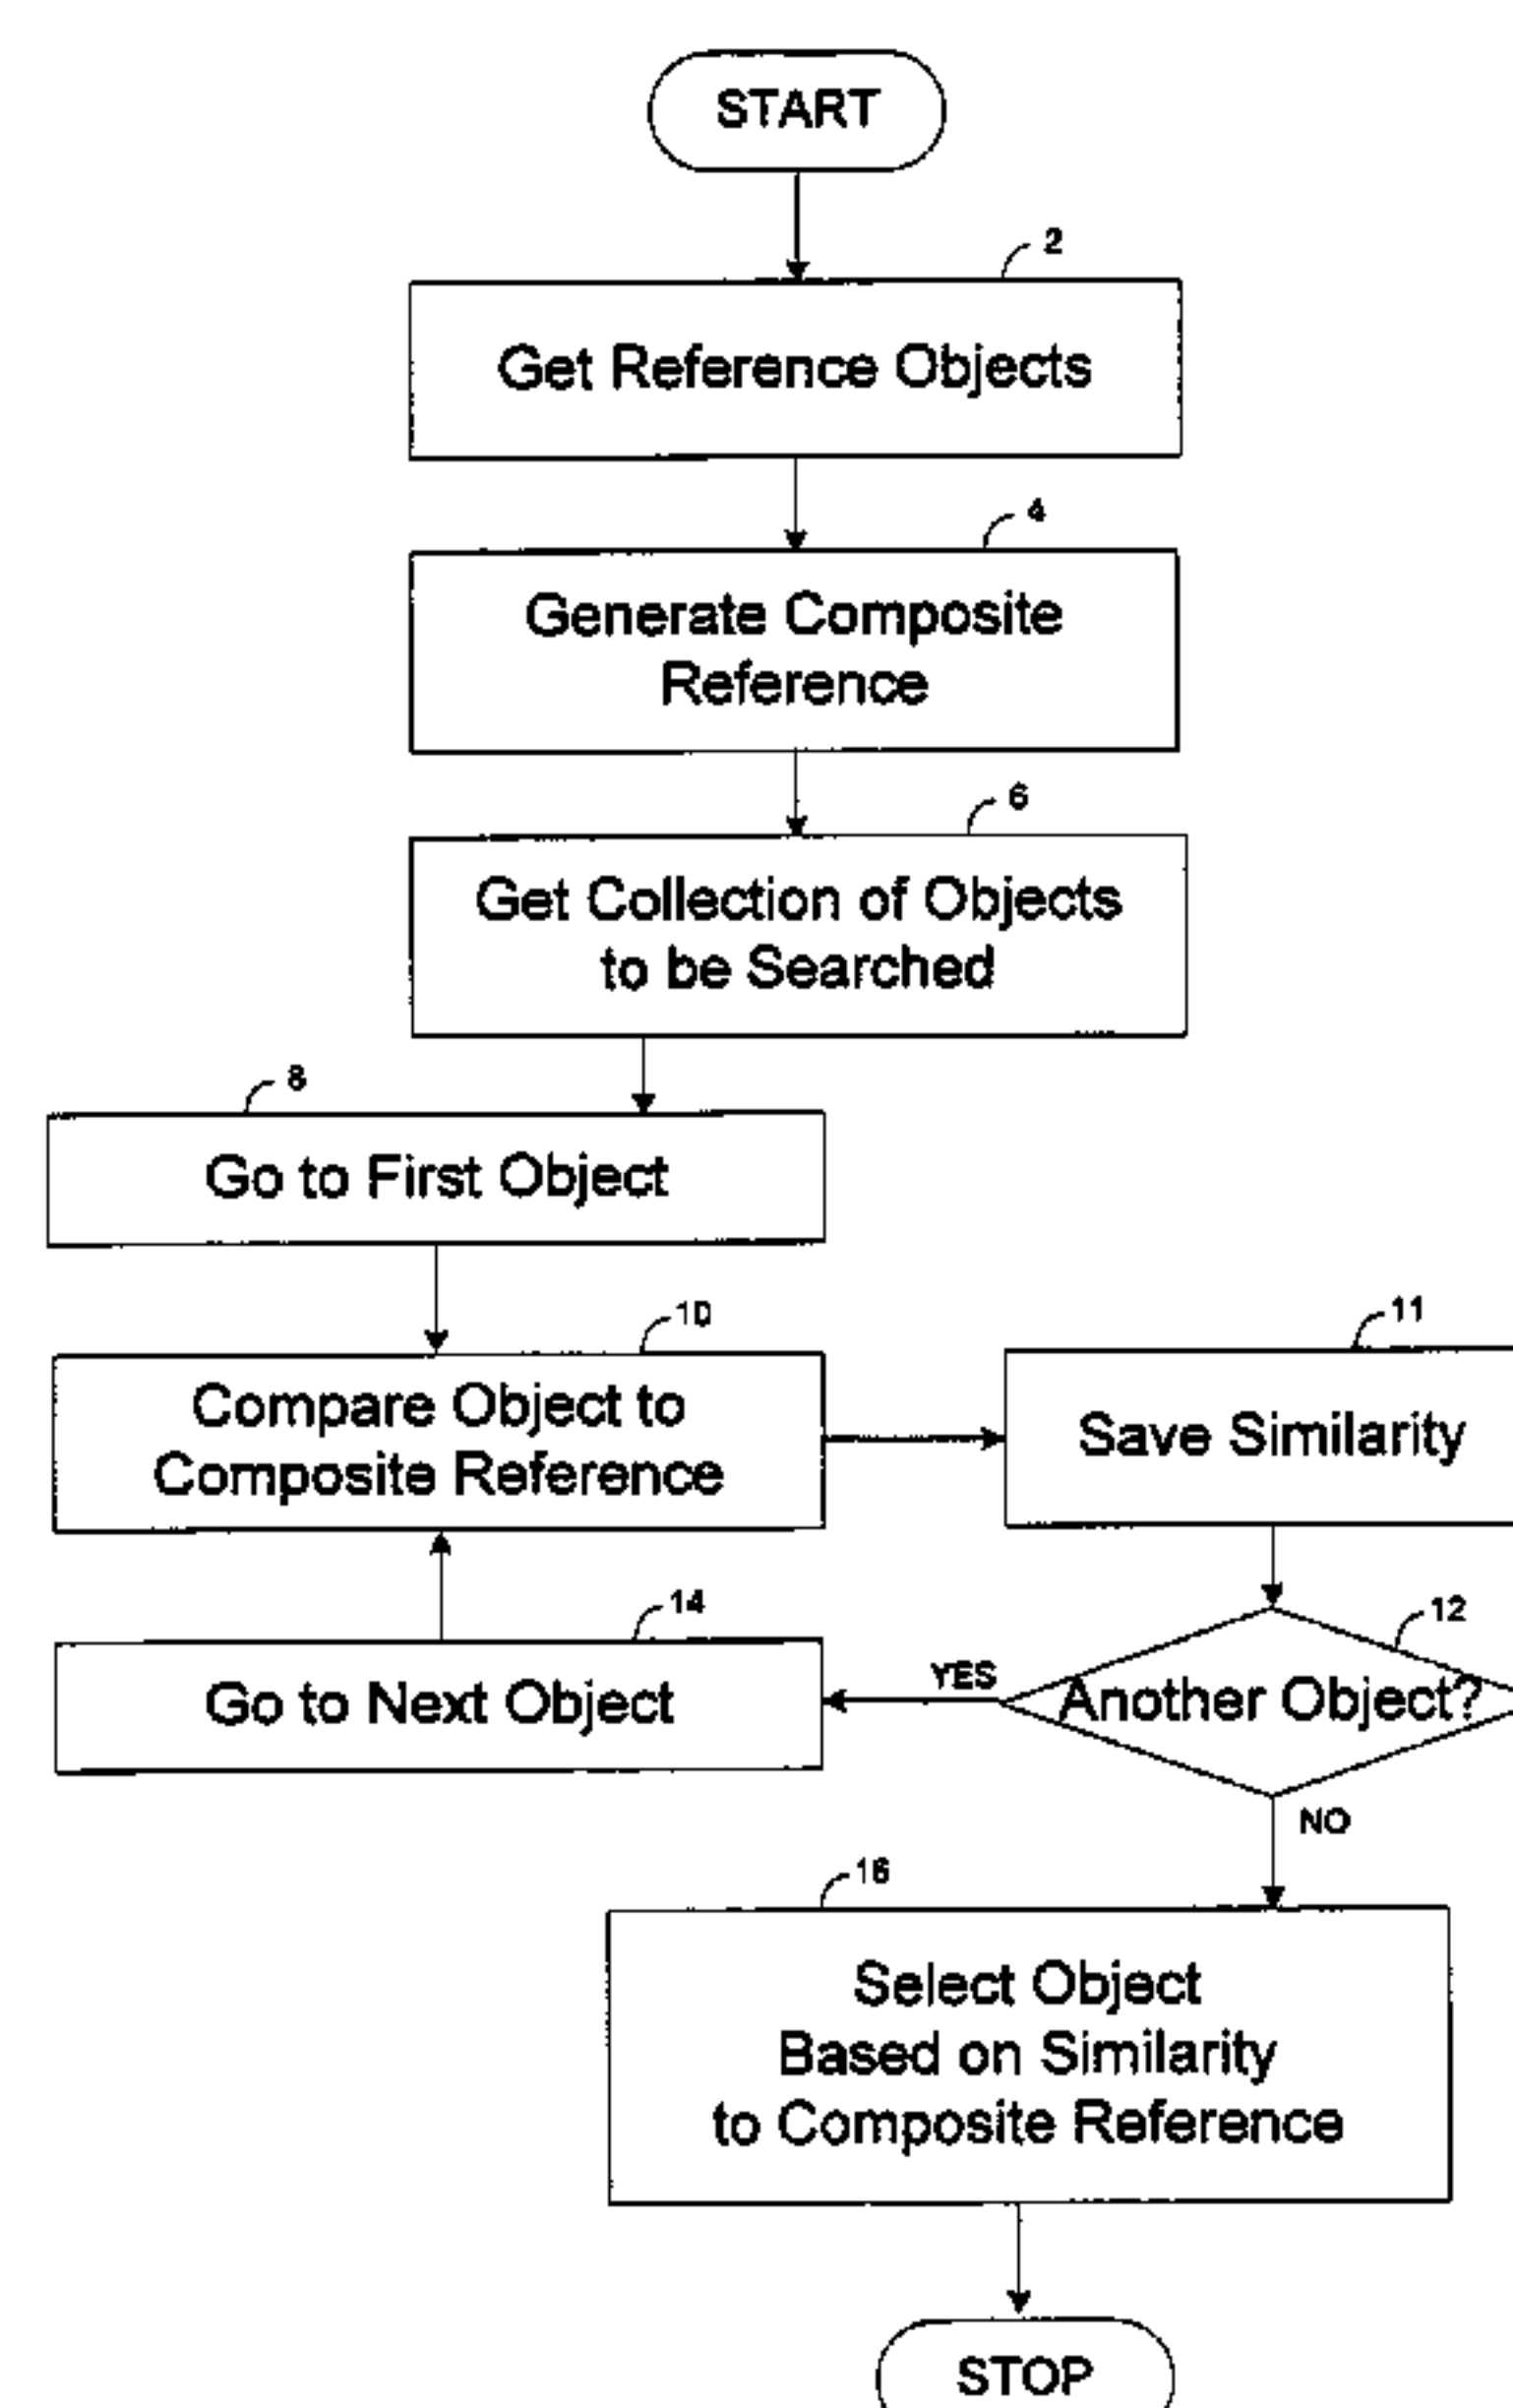 START
2
Get Reference Objects
4
Generate Composite
Reference
6
Get Collection of Objects
to be Searched
8
Go to First Object
10
Compare Object to
Composite Reference
11
Save Similarity
12
Another Object?
YES
14
Go to Next Object
NO
16
Select Object
Based on Similarity
to Composite Reference
STOP